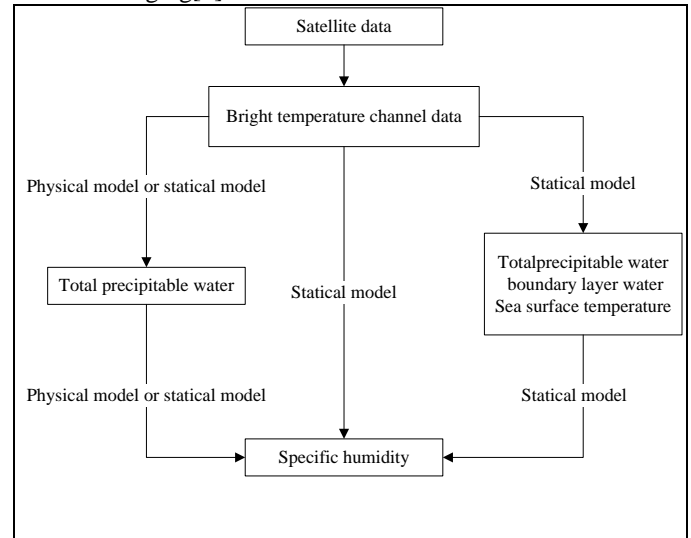 Satellite data
Bright temperature channel data
Physical model or statical model
Statical model
Total precipitable water
Statical model
Totalprecipitable water
boundary layer water
Sea surface temperature
Physical model or statical model
Statical model
Specific humidity